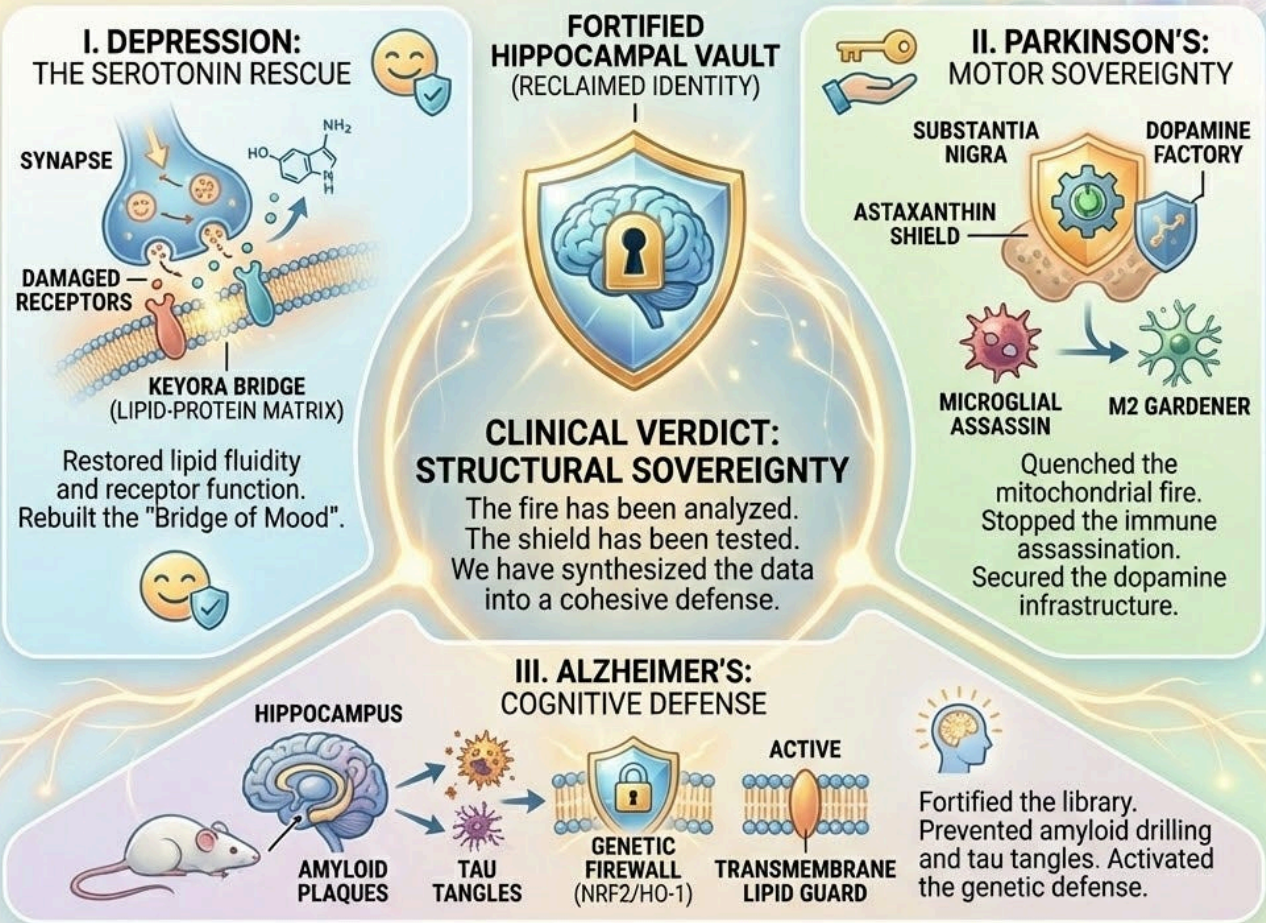 I. DEPRESSION:
THE SEROTONIN RESCUE
SYNAPSE
NH₂
HO
N
H
DAMAGED
RECEPTORS
KEYORA BRIDGE
(LIPID-PROTEIN MATRIX)
Restored lipid fluidity
and receptor function.
Rebuilt the "Bridge of Mood".
FORTIFIED
HIPPOCAMPAL VAULT
(RECLAIMED IDENTITY)
CLINICAL VERDICT:
STRUCTURAL SOVEREIGNTY
The fire has been analyzed.
The shield has been tested.
We have synthesized the data
into a cohesive defense.
II. PARKINSON'S:
MOTOR SOVEREIGNTY
SUBSTANTIA
NIGRA
DOPAMINE
FACTORY
ASTAXANTHIN
SHIELD
MICROGLIAL
ASSASSIN
M2 GARDENER
Quenched the
mitochondrial fire.
Stopped the immune
assassination.
Secured the dopamine
infrastructure.
III. ALZHEIMER'S:
COGNITIVE DEFENSE
HIPPOCAMPUS
AMYLOID
PLAQUES
TAU
TANGLES
GENETIC
FIREWALL
(NRF2/HO-1)
ACTIVE
TRANSMEMBRANE
LIPID GUARD
Fortified the library.
Prevented amyloid drilling
and tau tangles. Activated
the genetic defense.